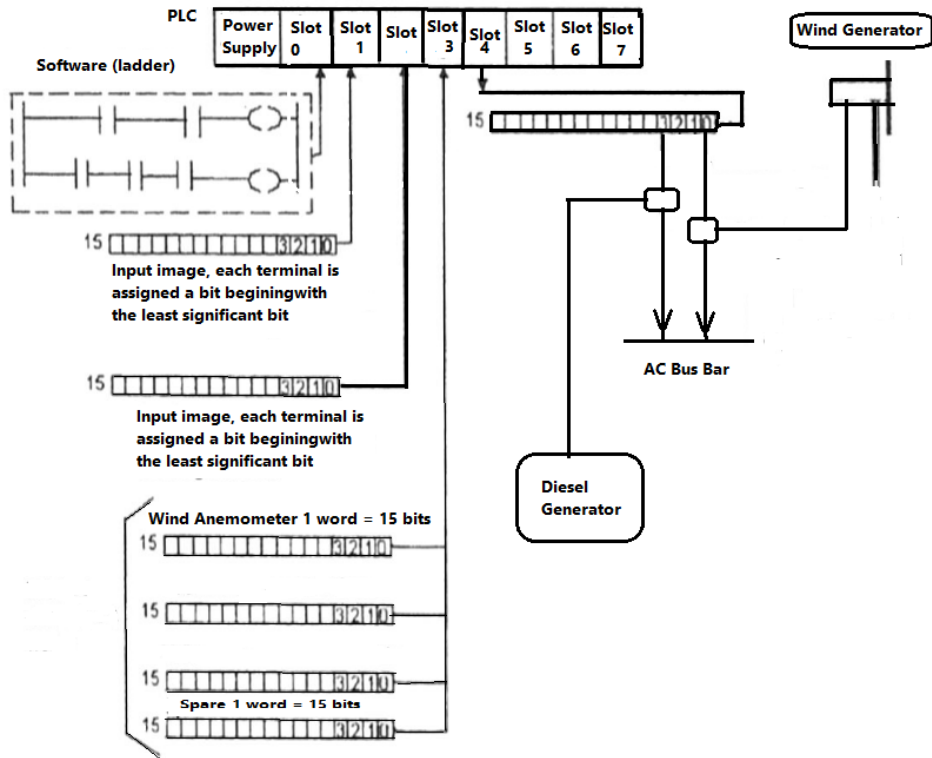 PLC
Power Supply
Slot 0
Slot 1
Slot
Slot 3
Slot 4
Slot 5
Slot 6
Slot 7
Wind Generator
Software (ladder)
15 3 2 1 0
15 3 2 1 0
Input image, each terminal is
assigned a bit beginingwith
the least significant bit
AC Bus Bar
15 3 2 1 0
Input image, each terminal is
assigned a bit beginingwith
the least significant bit
Diesel
Generator
Wind Anemometer 1 word = 15 bits
15 3 2 1 0
15 3 2 1 0
15 3 2 1 0
Spare 1 word = 15 bits
15 3 2 1 0